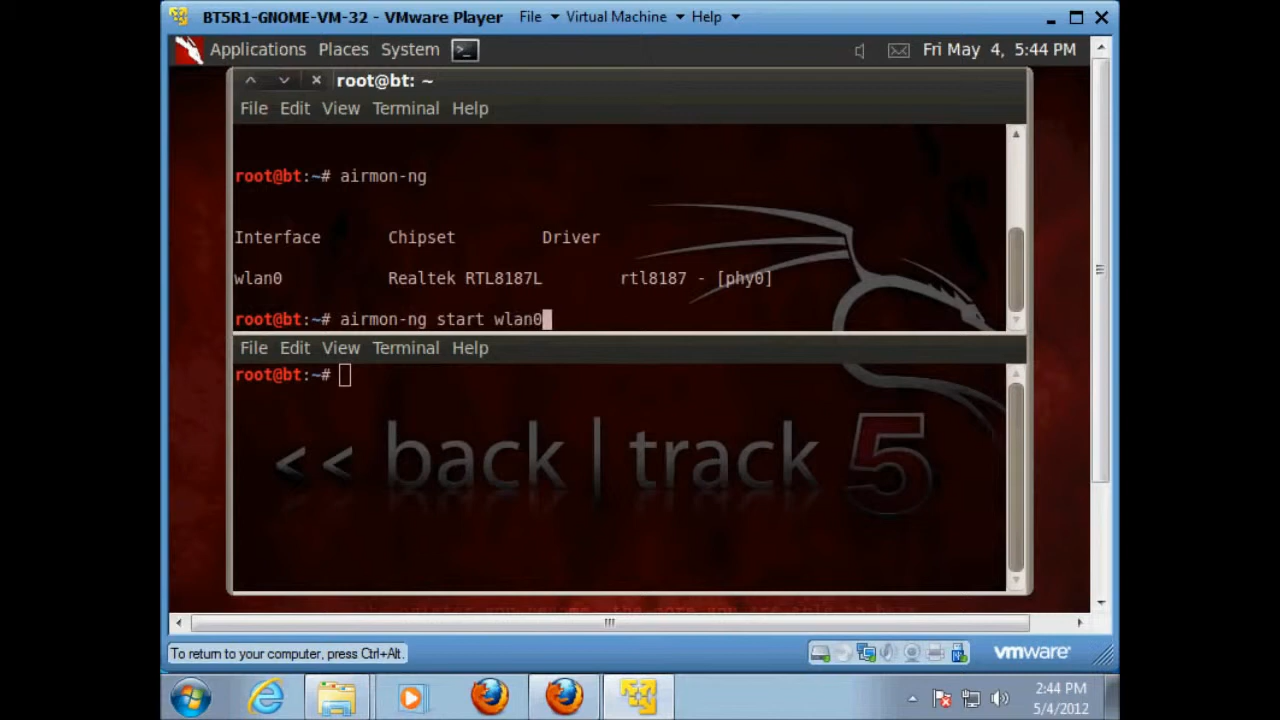 BT5R1-GNOME-VM-32 - VMware Player File Virtual Machine Help
Applications Places System Fri May 4, 5:44 PM
root@bt: ~
File Edit View Terminal Help
root@bt:~# airmon-ng
Interface Chipset Driver
wlan0 Realtek RTL8187L rtl8187 - [phy0]
root@bt:~# airmon-ng start wlan0
File Edit View Terminal Help
root@bt:~#
<< back | track 5
To return to your computer, press Ctrl+Alt.
vmware
2:44 PM
5/4/2012